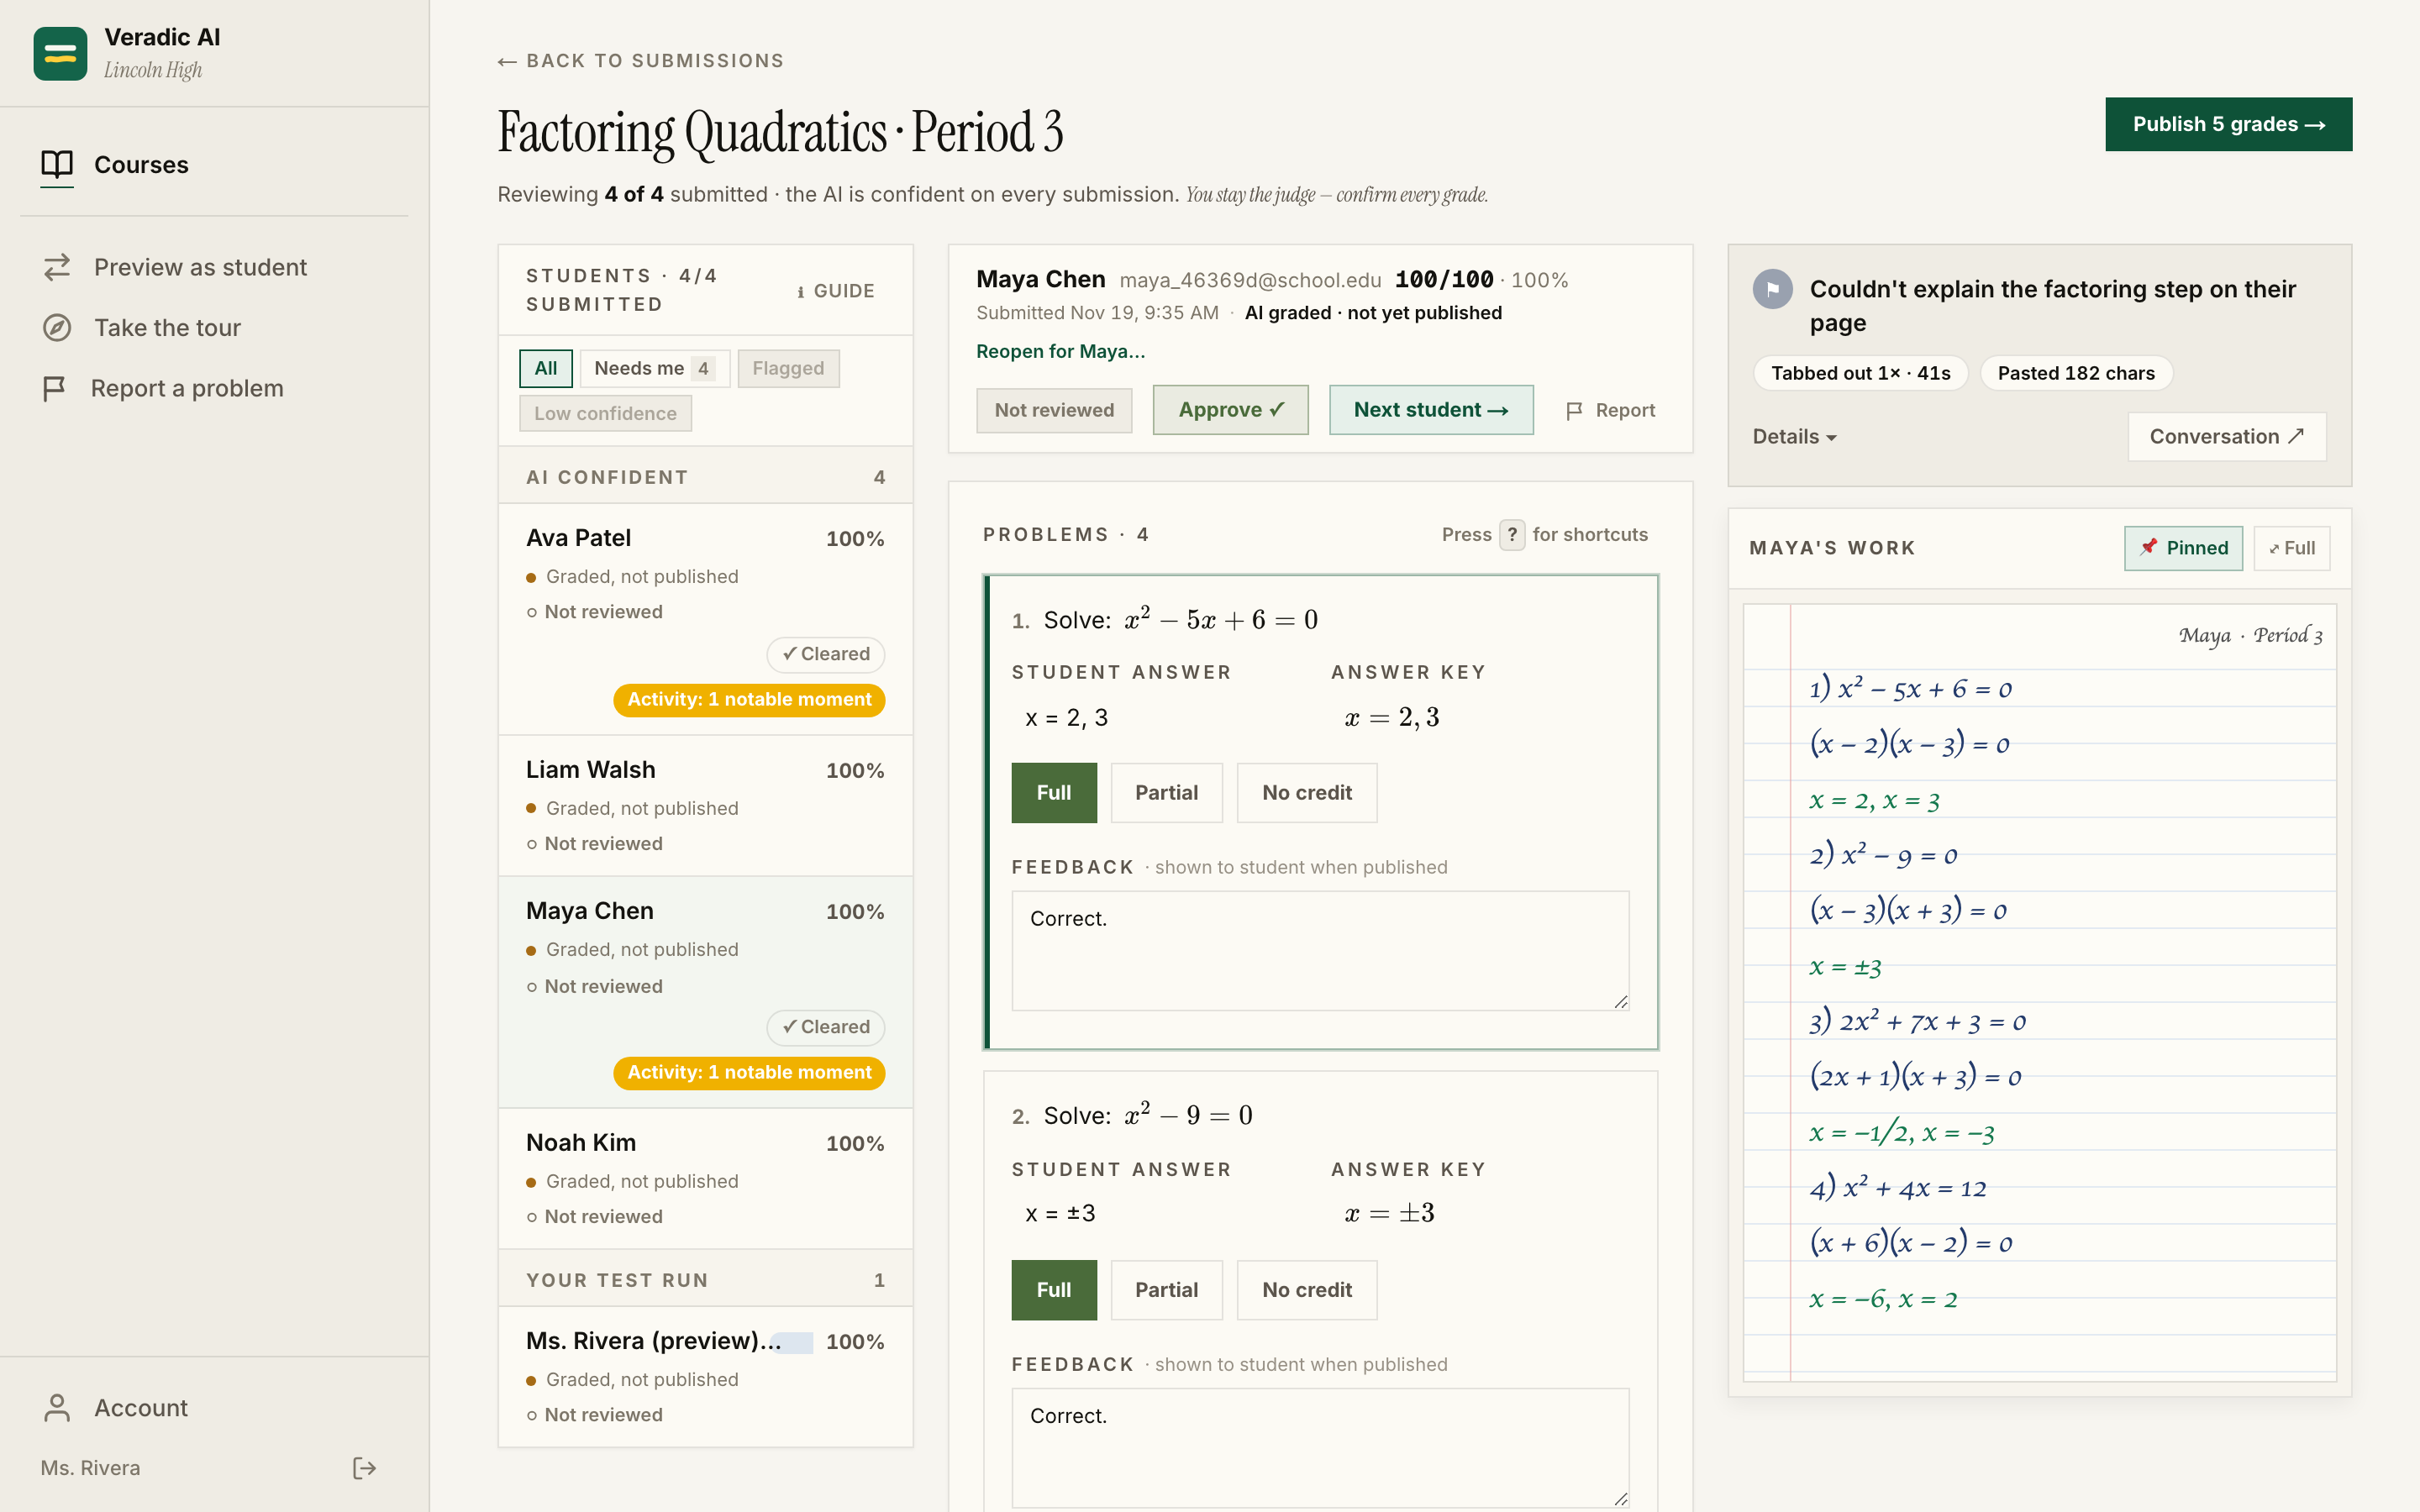 Veradic AI
Lincoln High
Courses
Preview as student
Take the tour
Report a problem
Account
Ms. Rivera
← BACK TO SUBMISSIONS
Factoring Quadratics · Period 3
Publish 5 grades →
Reviewing 4 of 4 submitted · the AI is confident on every submission. You stay the judge — confirm every grade.
STUDENTS · 4/4
SUBMITTED
ℹ GUIDE
All
Needs me 4
Flagged
Low confidence
AI CONFIDENT 4
Ava Patel 100%
Graded, not published
Not reviewed
✓ Cleared
Activity: 1 notable moment
Liam Walsh 100%
Graded, not published
Not reviewed
Maya Chen 100%
Graded, not published
Not reviewed
✓ Cleared
Activity: 1 notable moment
Noah Kim 100%
Graded, not published
Not reviewed
YOUR TEST RUN 1
Ms. Rivera (preview)... 100%
Graded, not published
Not reviewed
Maya Chen maya_46369d@school.edu 100/100 · 100%
Submitted Nov 19, 9:35 AM · AI graded · not yet published
Reopen for Maya...
Not reviewed
Approve ✓
Next student →
Report
PROBLEMS · 4
Press ? for shortcuts
1. Solve: x² − 5x + 6 = 0
STUDENT ANSWER ANSWER KEY
x = 2, 3 x = 2, 3
Full Partial No credit
FEEDBACK · shown to student when published
Correct.
2. Solve: x² − 9 = 0
STUDENT ANSWER ANSWER KEY
x = ±3 x = ±3
Full Partial No credit
FEEDBACK · shown to student when published
Correct.
Couldn't explain the factoring step on their
page
Tabbed out 1× · 41s
Pasted 182 chars
Details
Conversation ↗
MAYA'S WORK
Pinned
⤢ Full
Maya · Period 3
1) x² − 5x + 6 = 0
(x − 2)(x − 3) = 0
x = 2, x = 3
2) x² − 9 = 0
(x − 3)(x + 3) = 0
x = ±3
3) 2x² + 7x + 3 = 0
(2x + 1)(x + 3) = 0
x = −1/2, x = −3
4) x² + 4x = 12
(x + 6)(x − 2) = 0
x = −6, x = 2